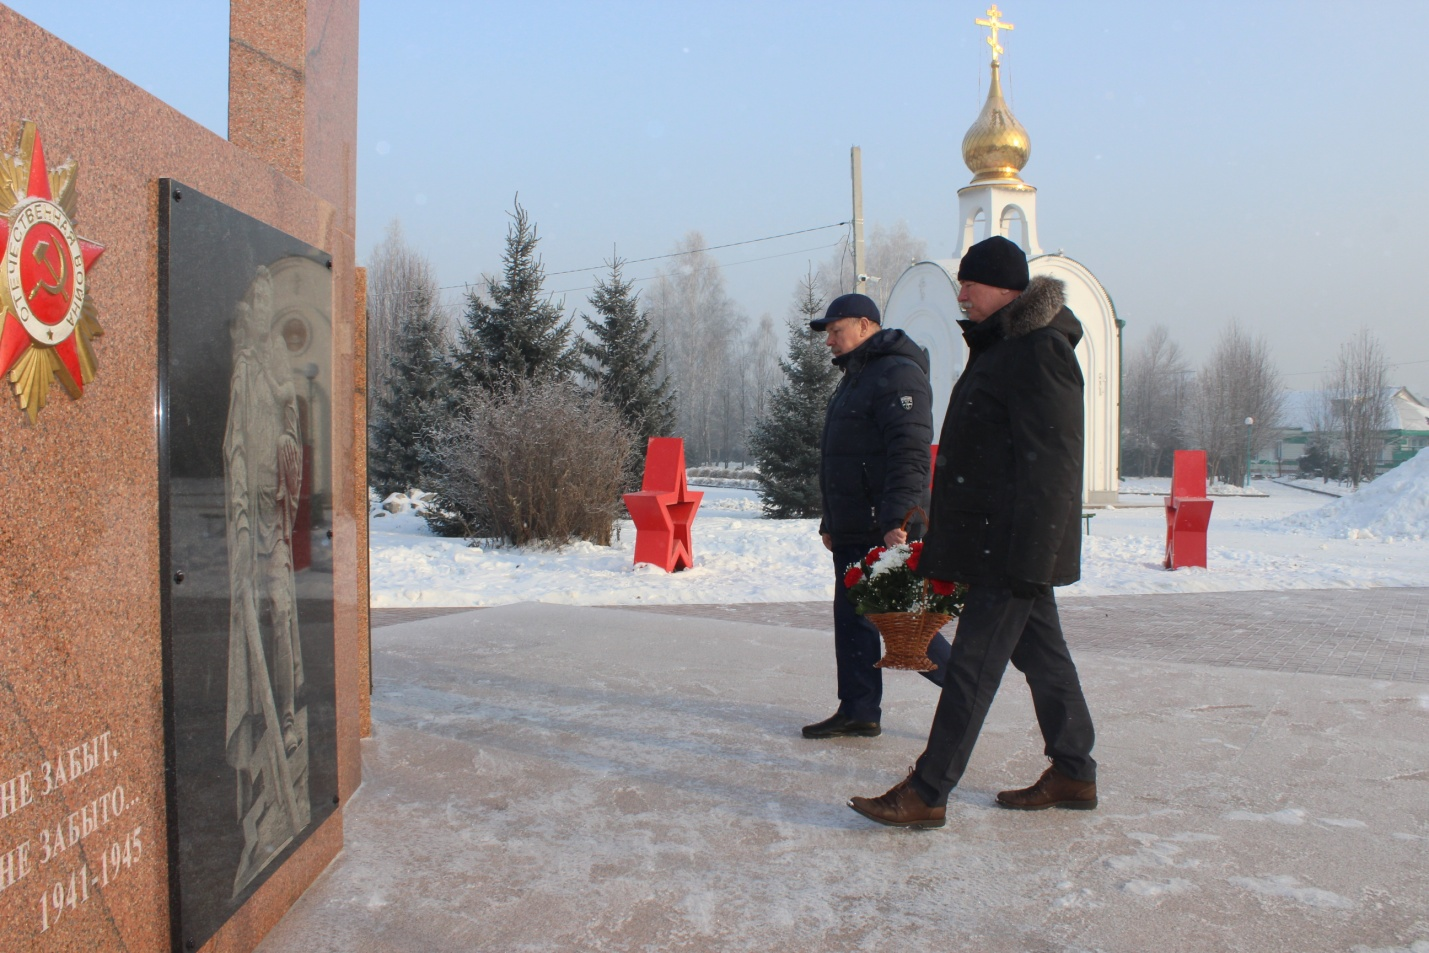 ОТЕЧЕСТВЕННАЯ ВОЙНА
НЕ ЗАБЫТ,
НЕ ЗАБЫТО...
1941-1945